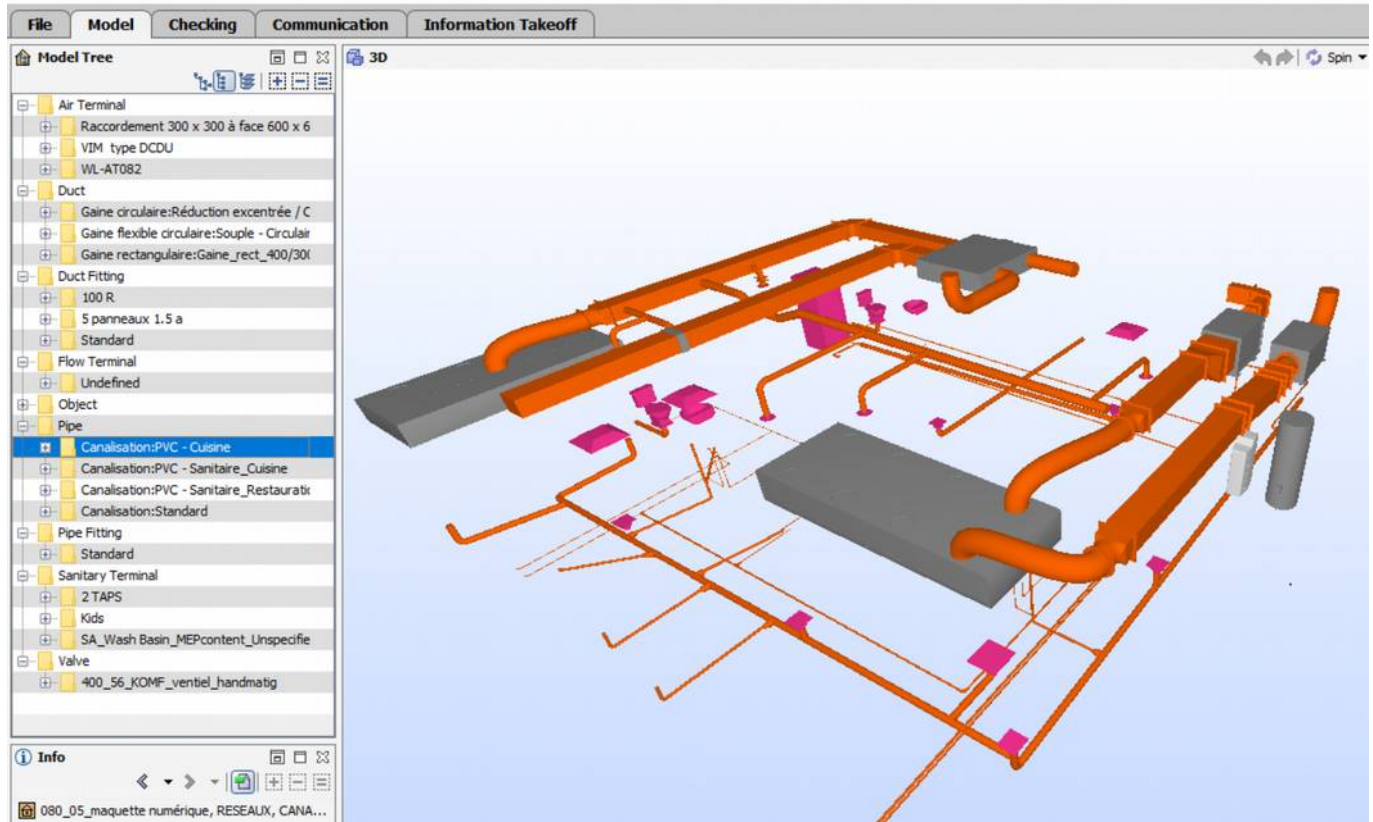 File Model Checking Communication Information Takeoff
Model Tree
3D
Spin
Air Terminal
Raccordement 300 x 300 à face 600 x 6
VIM type DCDU
WL-AT082
Duct
Gaine circulaire:Réduction excentrée / C
Gaine flexible circulaire:Souple - Circulair
Gaine rectangulaire:Gaine_rect_400/30(
Duct Fitting
100 R
5 panneaux 1.5 a
Standard
Flow Terminal
Undefined
Object
Pipe
Canalisation:PVC - Cuisine
Canalisation:PVC - Sanitaire_Cuisine
Canalisation:PVC - Sanitaire_Restauratic
Canalisation:Standard
Pipe Fitting
Standard
Sanitary Terminal
2 TAPS
Kids
SA_Wash Basin_MEPcontent_Unspecifie
Valve
400_56_KOMF_ventiel_handmatig
Info
080_05_maquette numérique, RESEAUX, CANA...